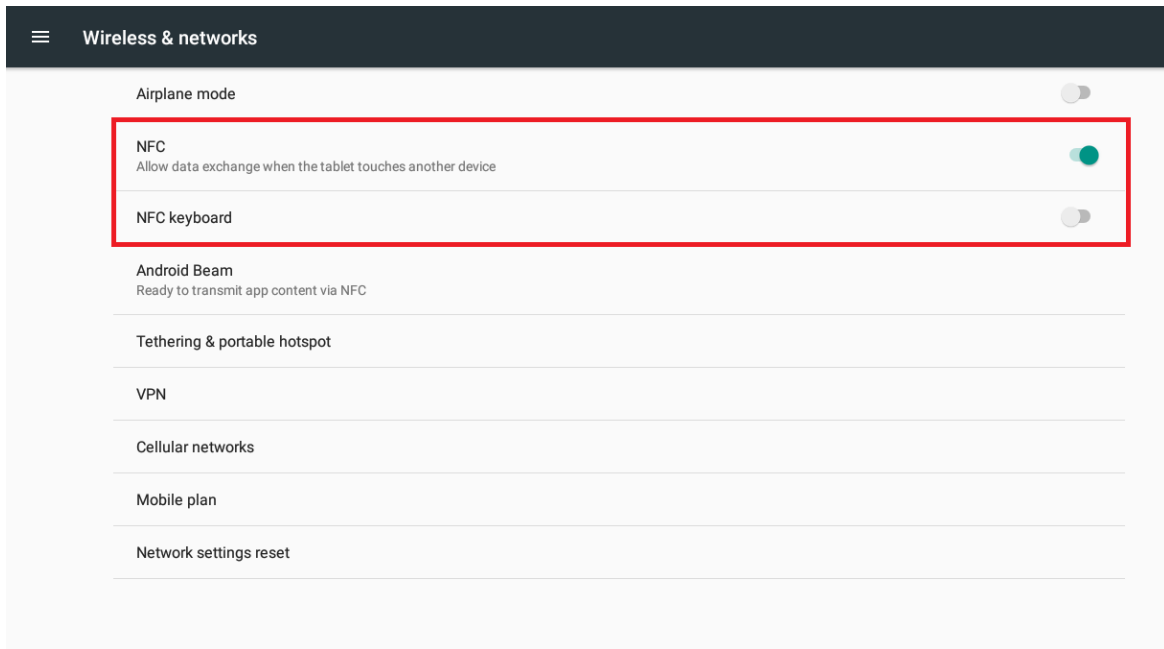 Wireless & networks
Airplane mode
NFC
Allow data exchange when the tablet touches another device
NFC keyboard
Android Beam
Ready to transmit app content via NFC
Tethering & portable hotspot
VPN
Cellular networks
Mobile plan
Network settings reset